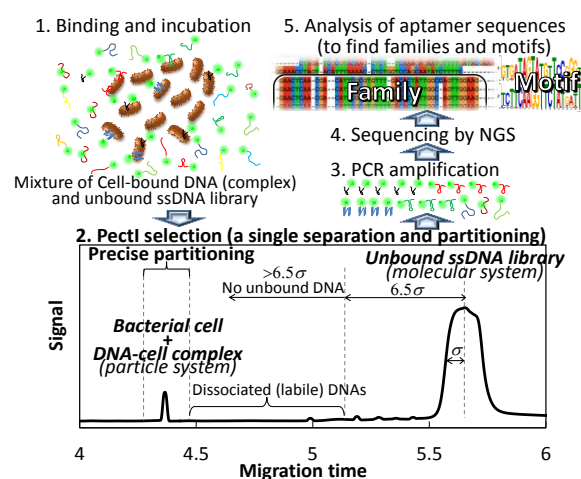 1. Binding and incubation
Mixture of Cell-bound DNA (complex)
and unbound ssDNA library
5. Analysis of aptamer sequences
(to find families and motifs)
Family
Motif
4. Sequencing by NGS
3. PCR amplification
2. PectI selection (a single separation and partitioning)
Precise partitioning
>6.5σ
No unbound DNA
6.5σ
Unbound ssDNA library
(molecular system)
Bacterial cell
+
DNA-cell complex
(particle system)
σ
Dissociated (labile) DNAs
Signal
4
4.5
5
5.5
6
Migration time